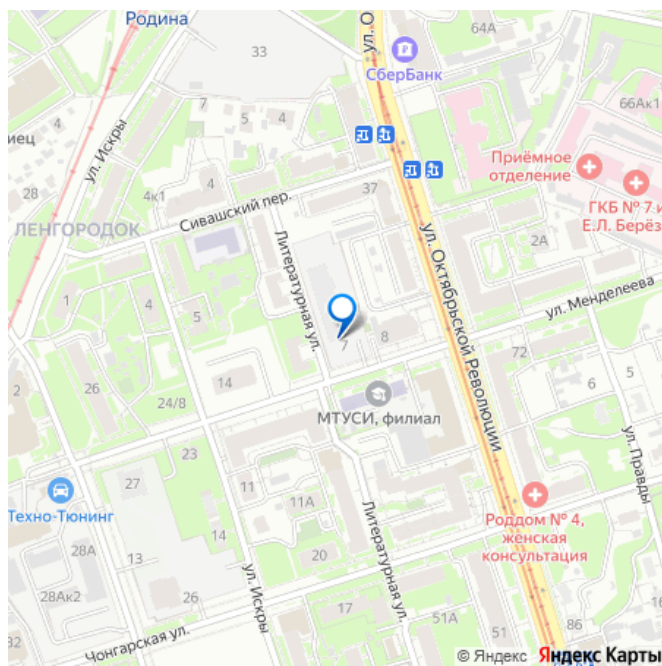 Родина
33
ул. О
СберБанк
64А
66Ак1
иец
4
7
5
4
28
ул. Искры
4к1
4
37
Сивашский пер.
Приёмное
отделение
ГКБ № 7 и
Е.Л. Берёз
ЛЕНГОРОДОК
Литературная ул.
ул. Октябрьской Революции
2А
1
4
5
ул. Менделеева
7
8
72
6
5
2
26
24/8
14
МТУСИ, филиал
ул. Правды
23
27
11
11А
Техно-Тюнинг
Роддом № 4,
женская
консультация
28А
13
14
20
Литературная ул.
28Ак2
26
ул. Искры
17
51А
51
86
16
32
Чонгарская ул.
© Яндекс Яндекс Карты